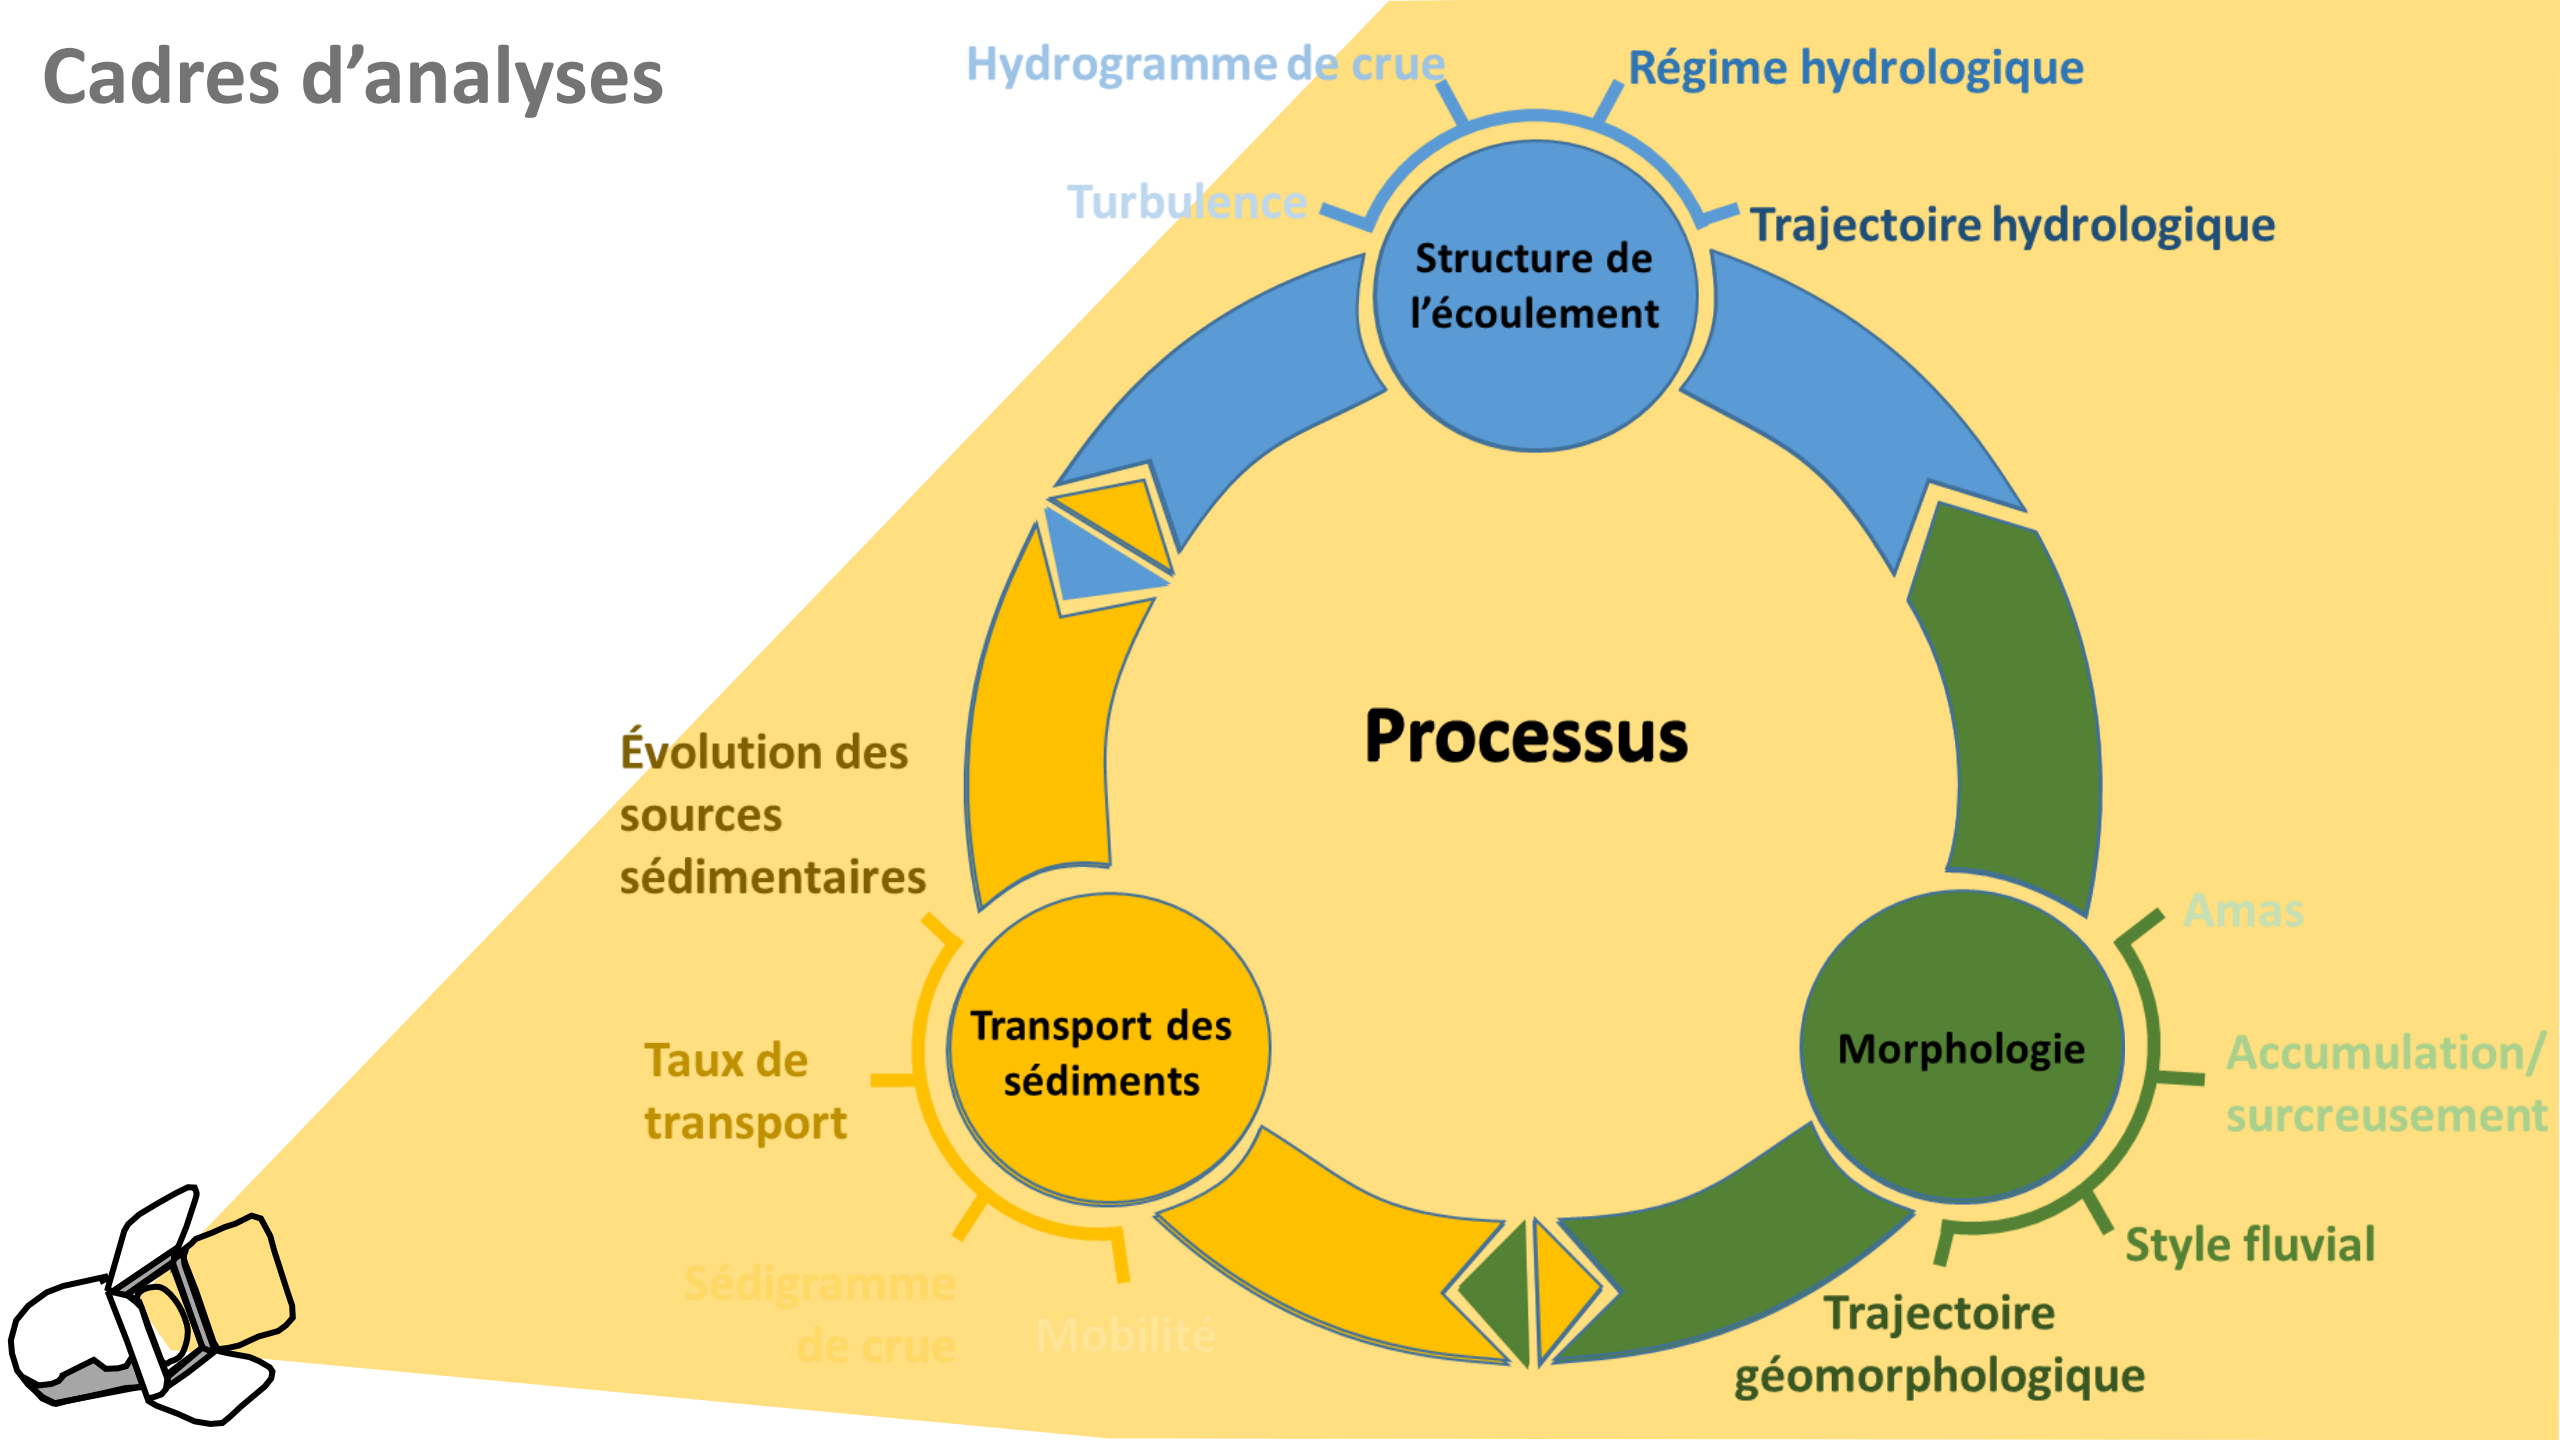 Cadres d’analyses
Hydrogramme de crue
Régime hydrologique
Turbulence
Trajectoire hydrologique
Structure de
l’écoulement
Processus
Évolution des
sources
sédimentaires
Taux de
transport
Sédigramme
de crue
Mobilité
Transport des
sédiments
Morphologie
Amas
Accumulation/
surcreusement
Style fluvial
Trajectoire
géomorphologique